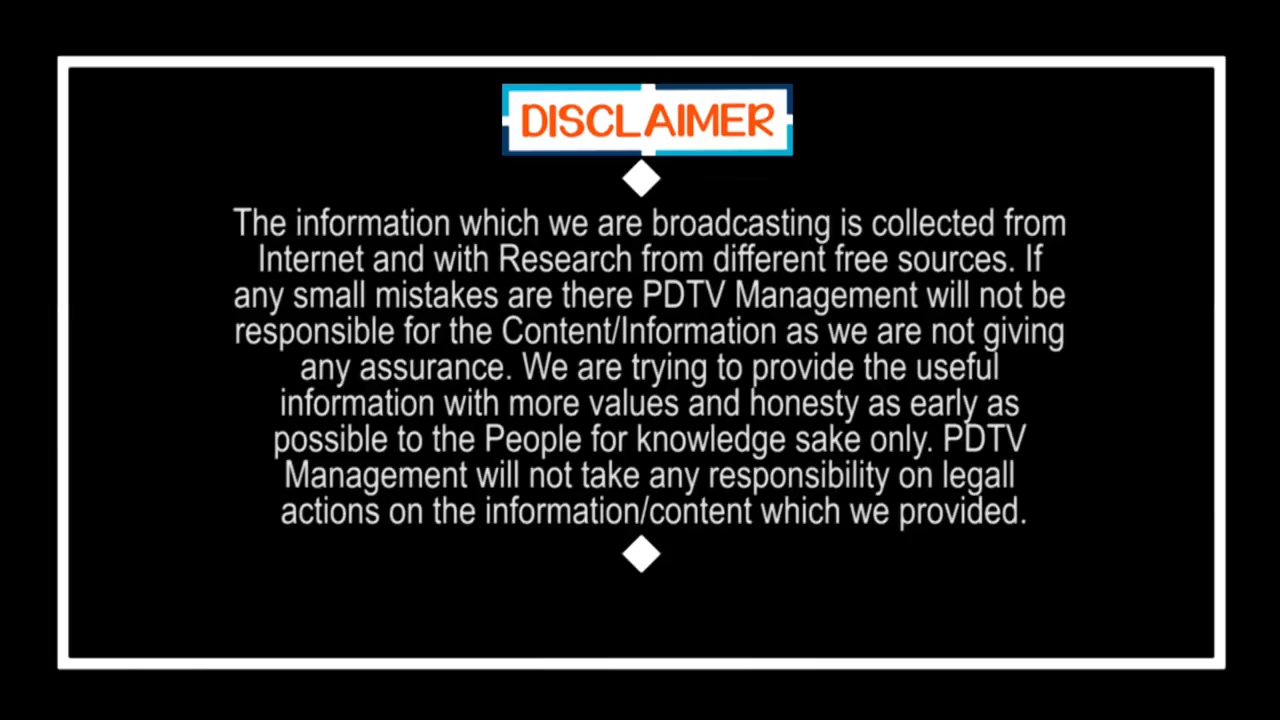 DISCLAIMER
The information which we are broadcasting is collected from
Internet and with Research from different free sources. If
any small mistakes are there PDTV Management will not be
responsible for the Content/Information as we are not giving
any assurance. We are trying to provide the useful
information with more values and honesty as early as
possible to the People for knowledge sake only. PDTV
Management will not take any responsibility on legall
actions on the information/content which we provided.